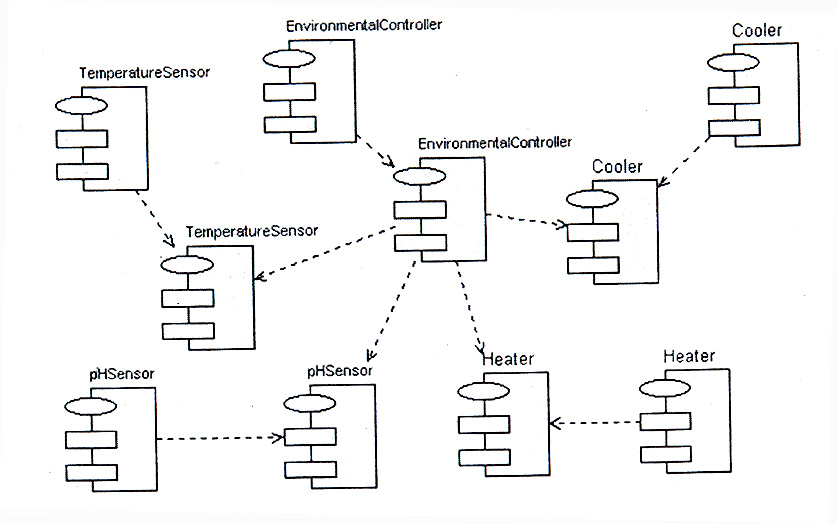 EnvironmentalController
Cooler
TemperatureSensor
EnvironmentalController
Cooler
TemperatureSensor
pHSensor
pHSensor
Heater
Heater